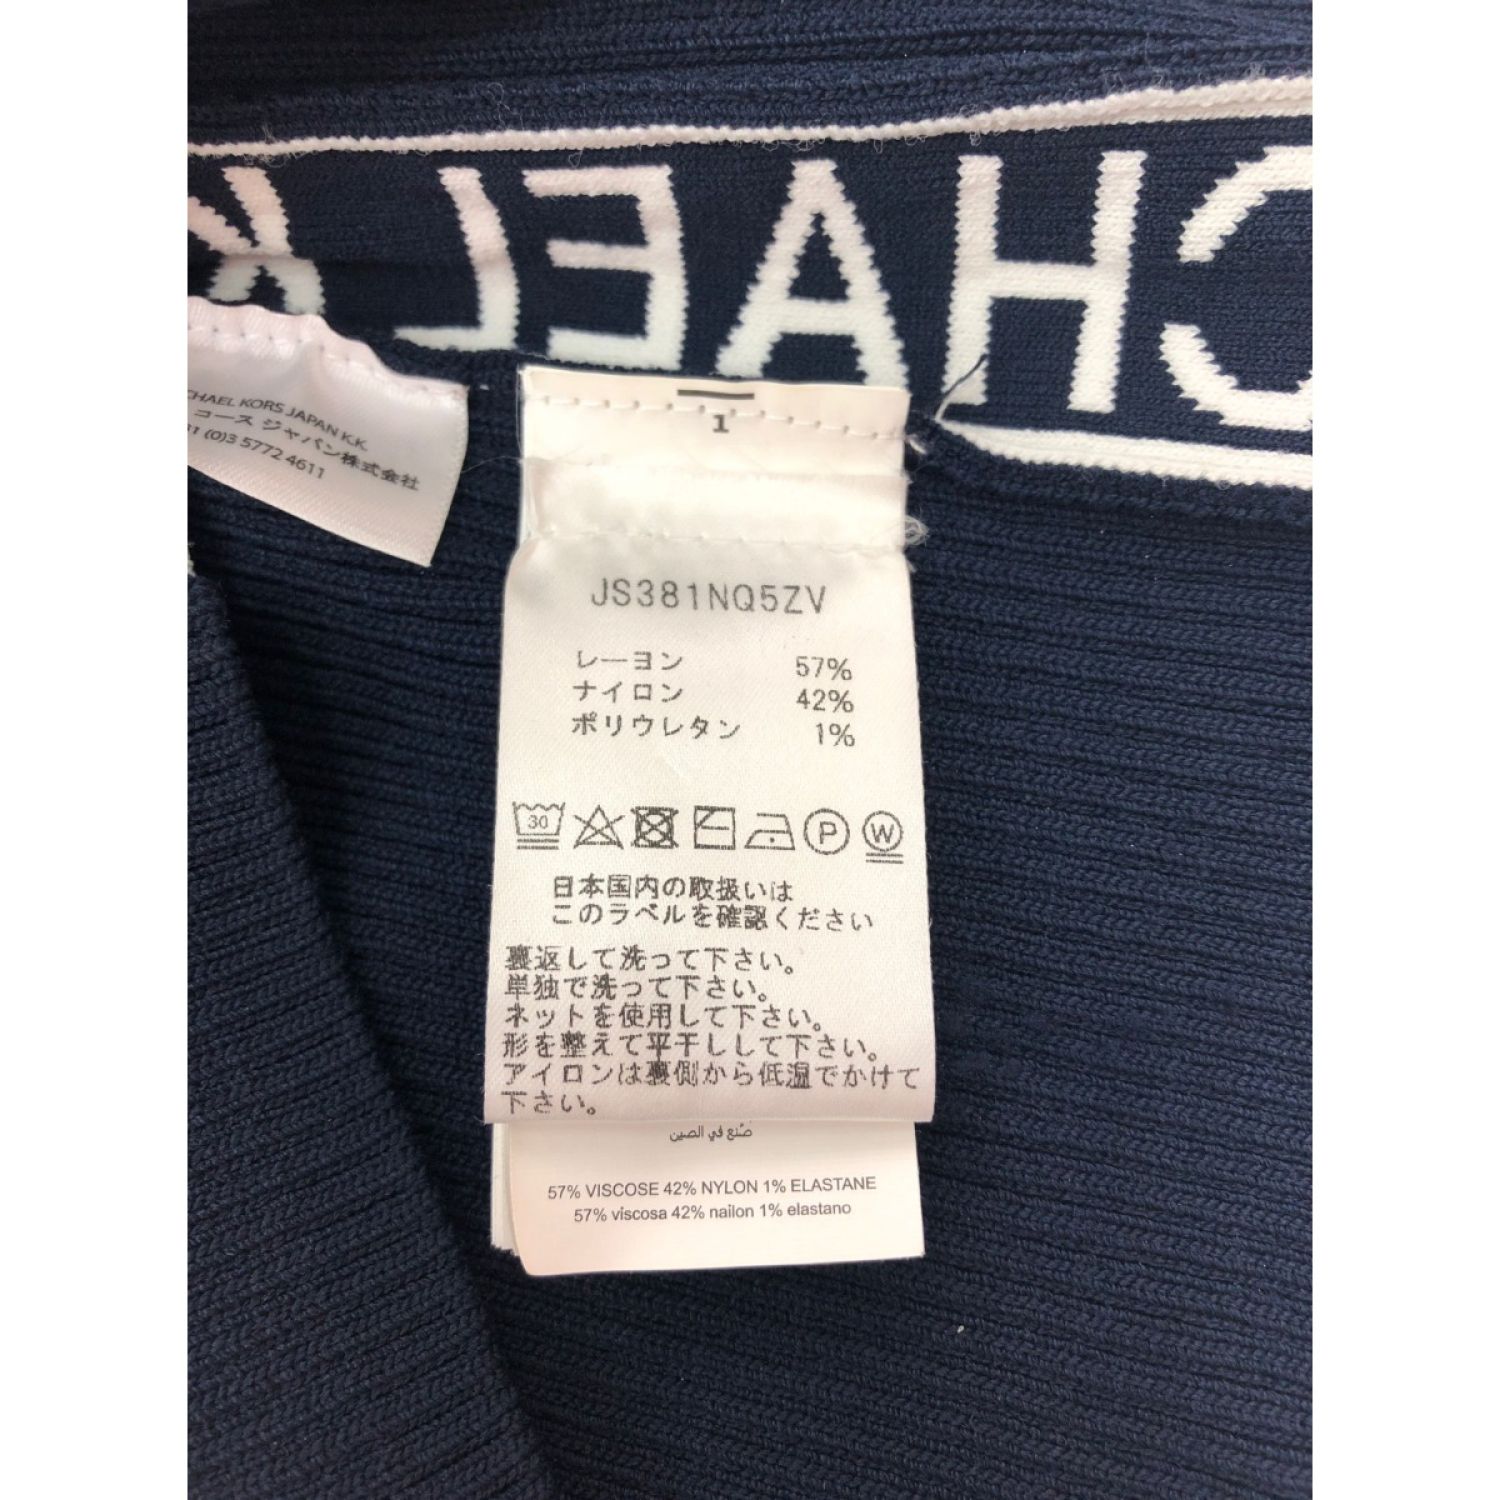 CHAEL K
CHAEL KORS JAPAN K.K.
コース ジャパン株式会社
(0)3 5772 4611
1
JS381NQ5ZV
レーヨン 57%
ナイロン 42%
ポリウレタン 1%
30 P W
日本国内の取扱いは
このラベルを確認ください
裏返して洗って下さい。
単独で洗って下さい。
ネットを使用して下さい。
形を整えて平干しして下さい。
アイロンは裏側から低温でかけて
下さい。
صنع في الصين
57% VISCOSE 42% NYLON 1% ELASTANE
57% viscosa 42% nailon 1% elastano